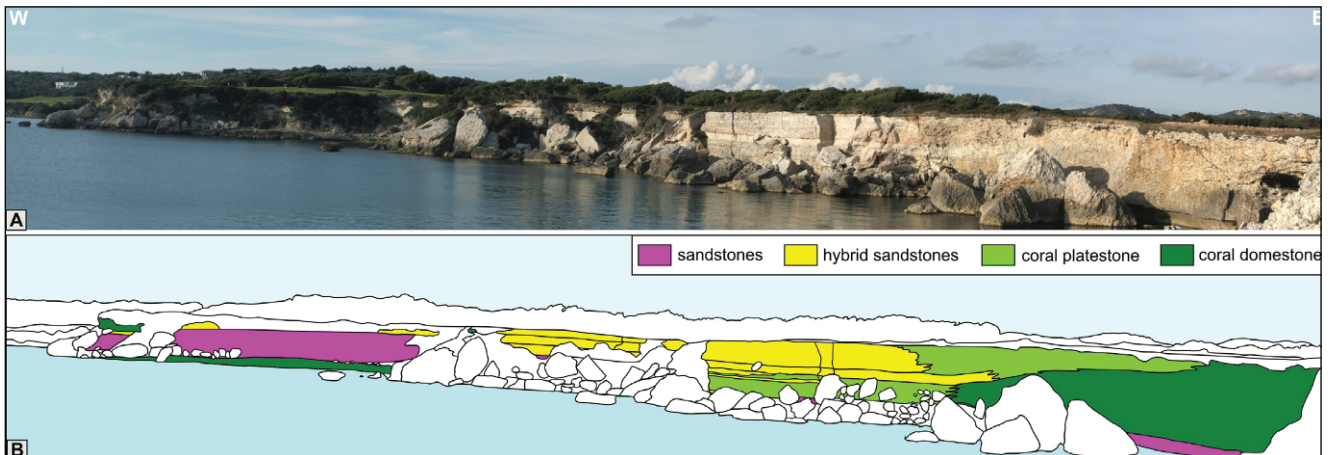 W
E
A
sandstones
hybrid sandstones
coral platestone
coral domestone
B